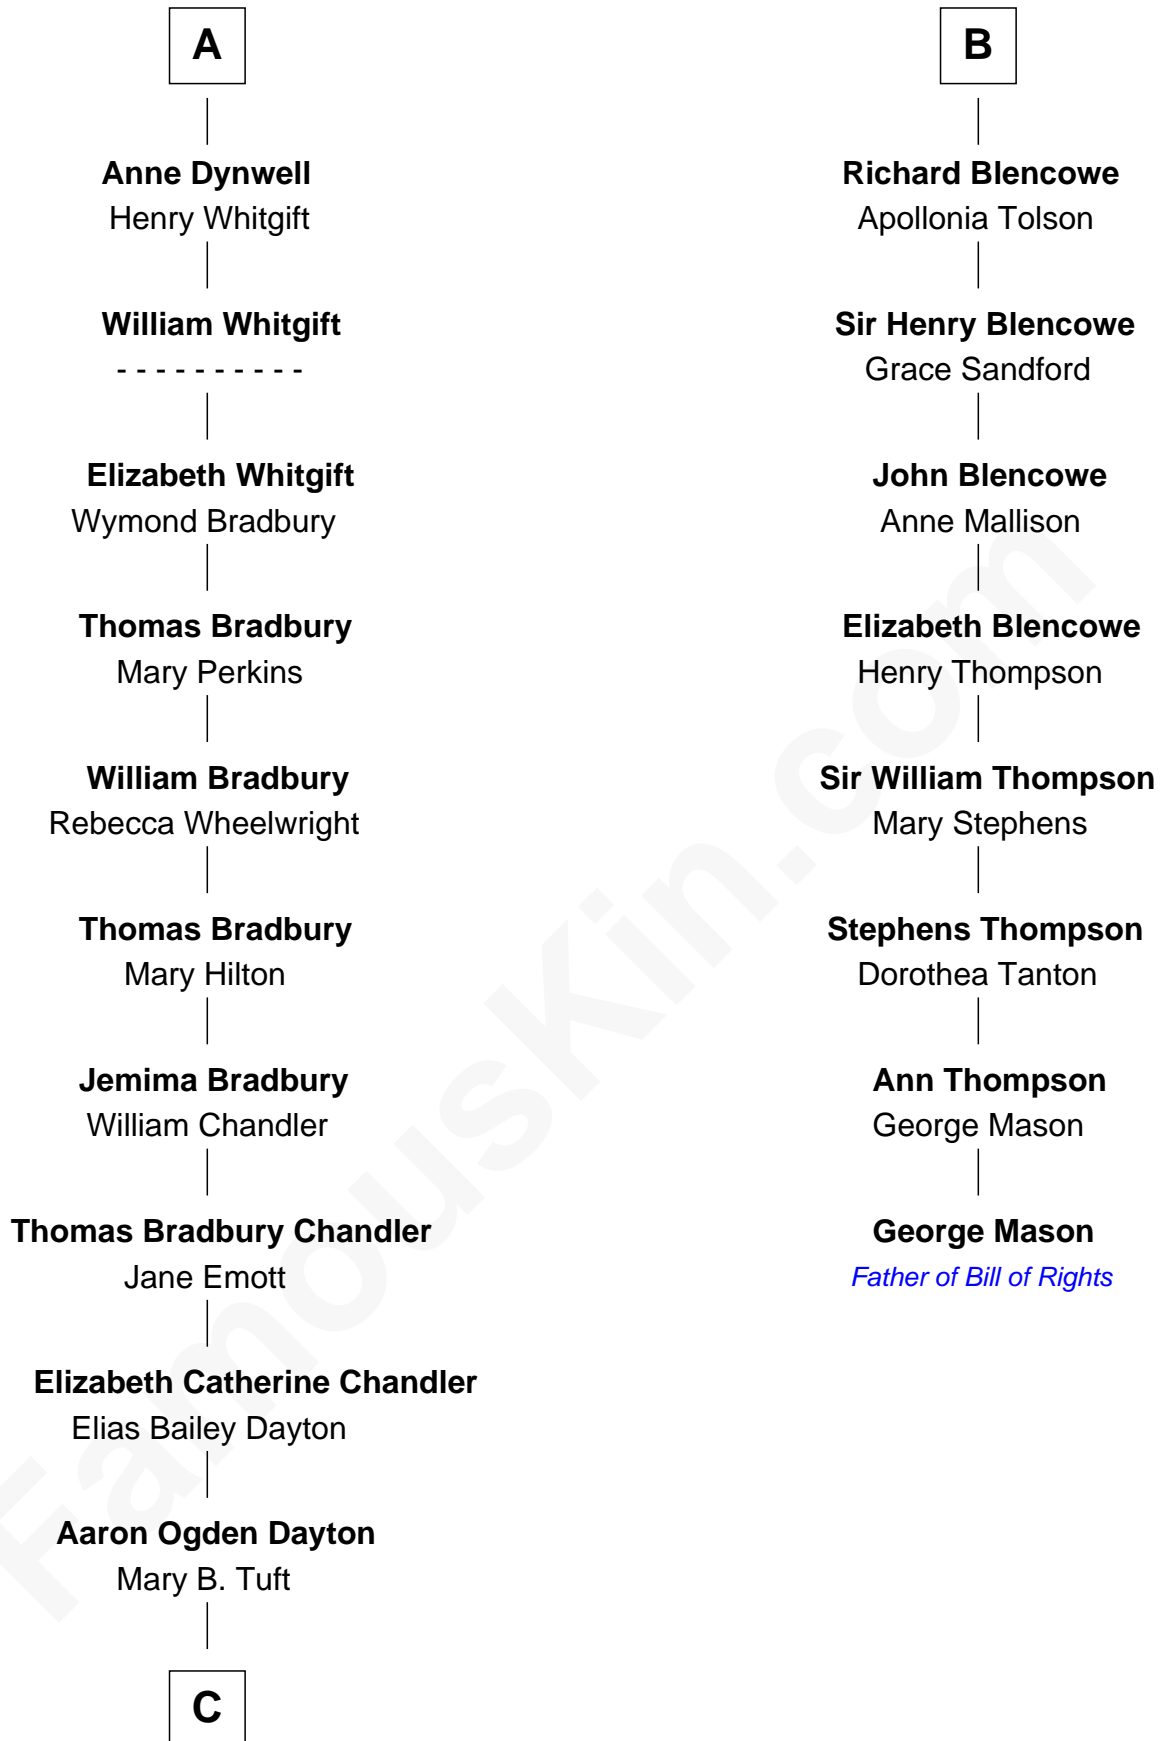 A
Anne Dynwell
Henry Whitgift
William Whitgift
- - - - - - - - - -
Elizabeth Whitgift
Wymond Bradbury
Thomas Bradbury
Mary Perkins
William Bradbury
Rebecca Wheelwright
Thomas Bradbury
Mary Hilton
Jemima Bradbury
William Chandler
Thomas Bradbury Chandler
Jane Emott
Elizabeth Catherine Chandler
Elias Bailey Dayton
Aaron Ogden Dayton
Mary B. Tuft
C
B
Richard Blencowe
Apollonia Tolson
Sir Henry Blencowe
Grace Sandford
John Blencowe
Anne Mallison
Elizabeth Blencowe
Henry Thompson
Sir William Thompson
Mary Stephens
Stephens Thompson
Dorothea Tanton
Ann Thompson
George Mason
George Mason
Father of Bill of Rights
FamousKin.com